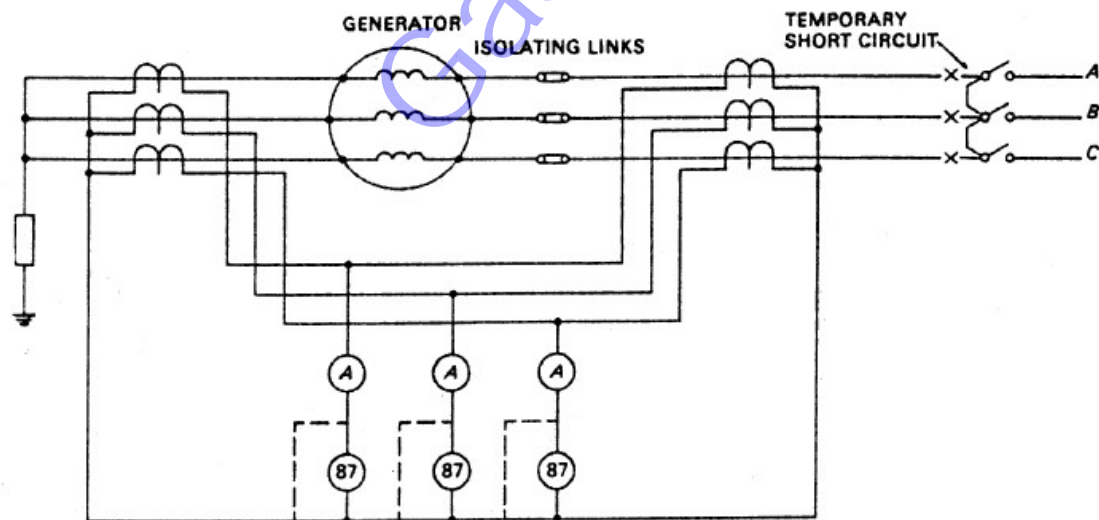 GENERATOR
ISOLATING LINKS
TEMPORARY
SHORT CIRCUIT
A
B
C
A A A
87 87 87